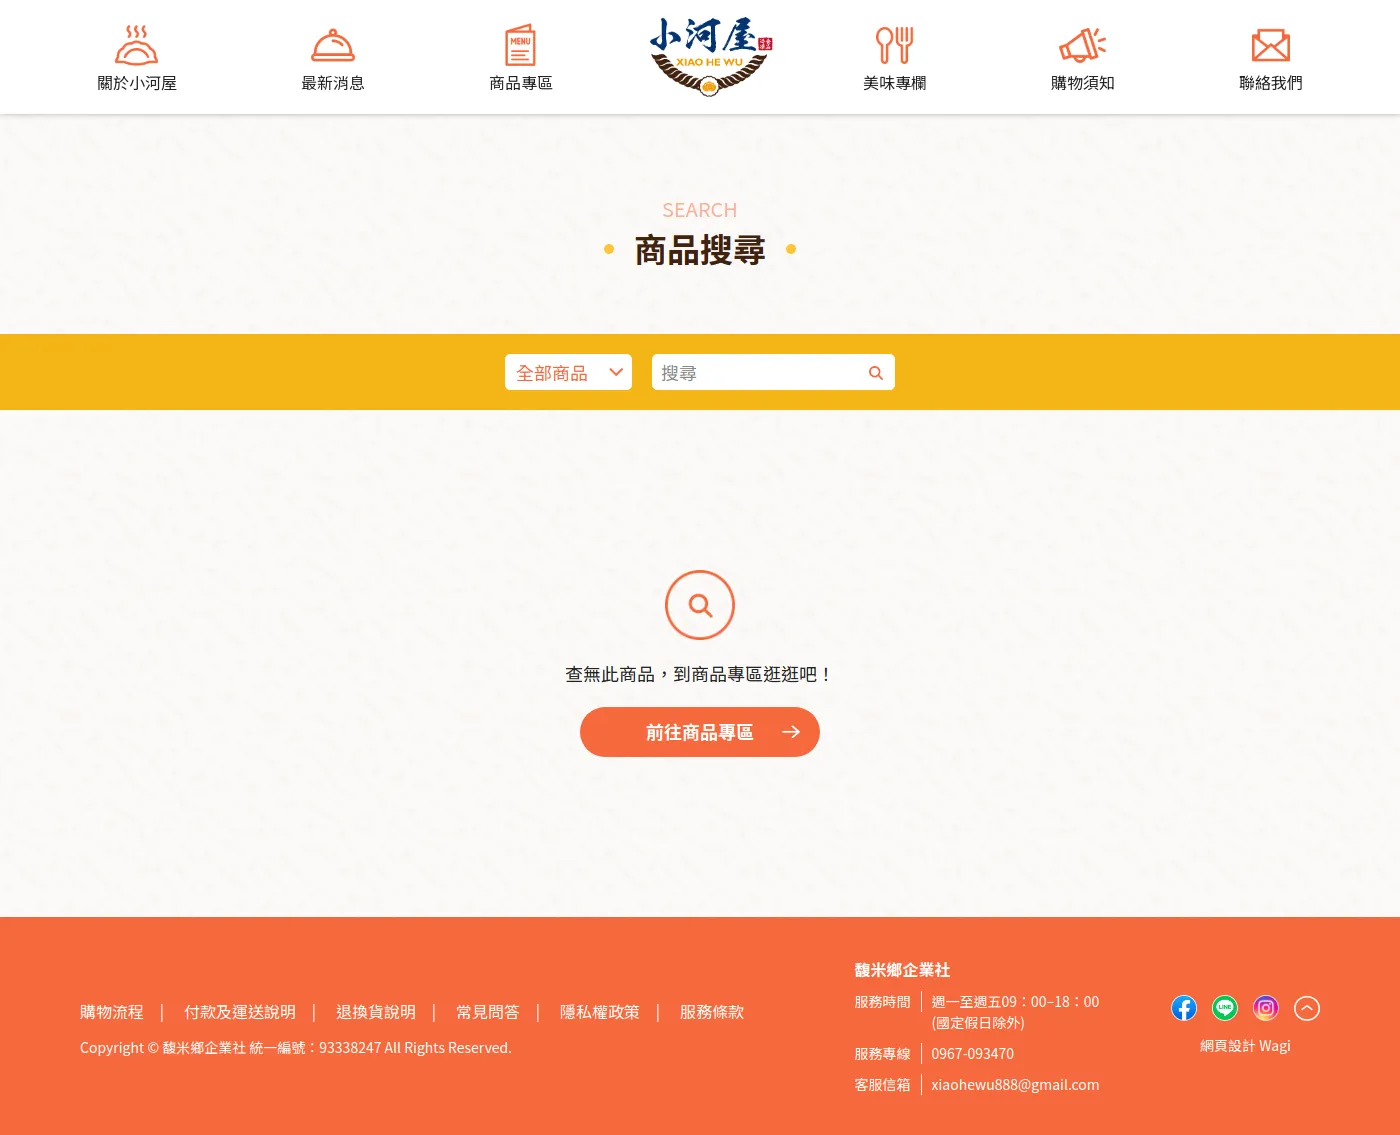 關於小河屋
最新消息
MENU
商品專區
小河屋
XIAO HE WU
美味專欄
購物須知
聯絡我們
SEARCH
商品搜尋
全部商品
搜尋
查無此商品，到商品專區逛逛吧！
前往商品專區
購物流程 | 付款及運送說明 | 退換貨說明 | 常見問答 | 隱私權政策 | 服務條款
Copyright © 馥米鄉企業社 統一編號：93338247 All Rights Reserved.
馥米鄉企業社
服務時間 週一至週五09：00–18：00
(國定假日除外)
服務專線 0967-093470
客服信箱 xiaohewu888@gmail.com
LINE
網頁設計 Wagi